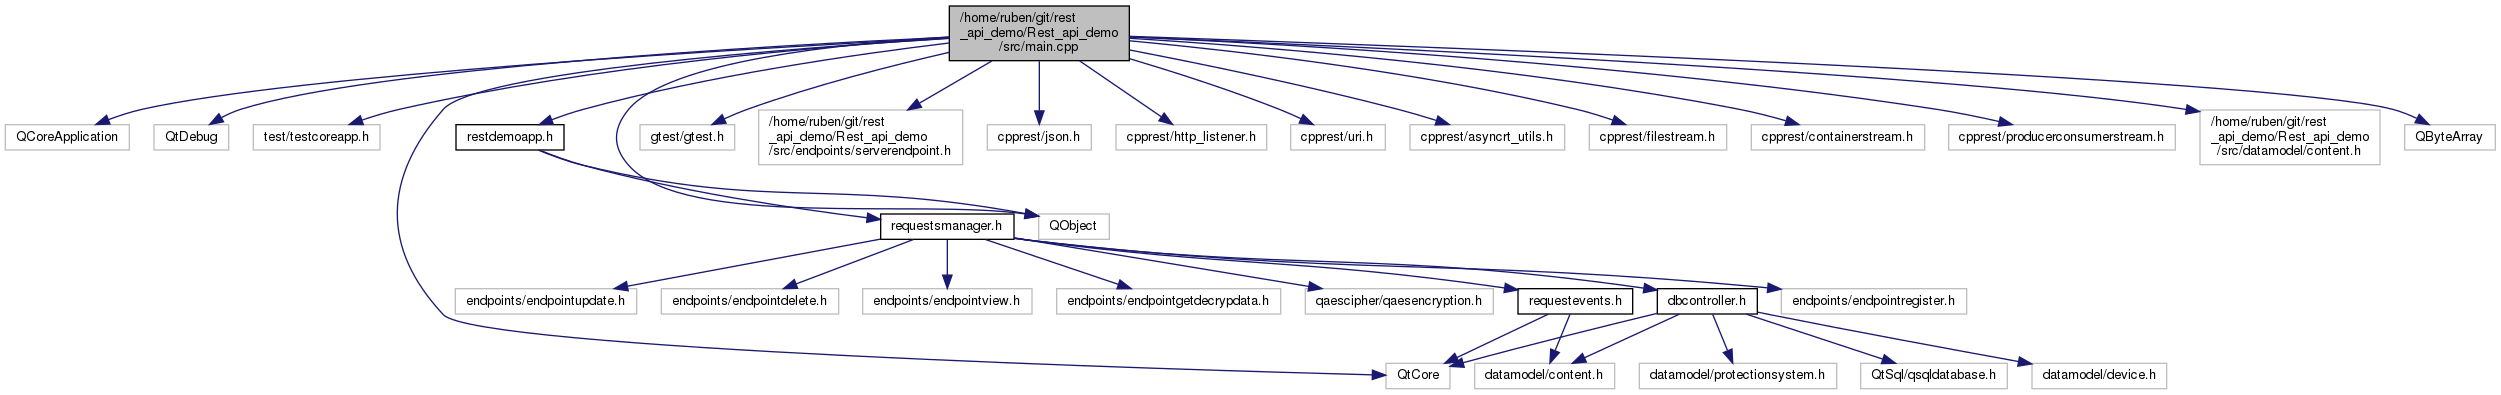 /home/ruben/git/rest
_api_demo/Rest_api_demo
/src/main.cpp
QCoreApplication
QtDebug
test/testcoreapp.h
restdemoapp.h
gtest/gtest.h
/home/ruben/git/rest
_api_demo/Rest_api_demo
/src/endpoints/serverendpoint.h
cpprest/json.h
cpprest/http_listener.h
cpprest/uri.h
cpprest/asyncrt_utils.h
cpprest/filestream.h
cpprest/containerstream.h
cpprest/producerconsumerstream.h
/home/ruben/git/rest
_api_demo/Rest_api_demo
/src/datamodel/content.h
QByteArray
requestsmanager.h
QObject
endpoints/endpointupdate.h
endpoints/endpointdelete.h
endpoints/endpointview.h
endpoints/endpointgetdecrypdata.h
qaescipher/qaesencryption.h
requestevents.h
dbcontroller.h
endpoints/endpointregister.h
QtCore
datamodel/content.h
datamodel/protectionsystem.h
QtSql/qsqldatabase.h
datamodel/device.h